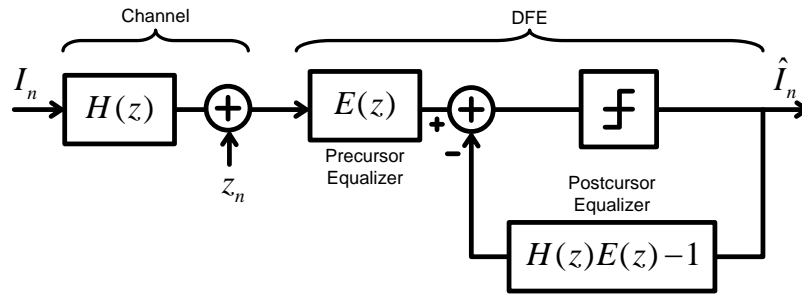 Channel
DFE
I_n
H(z)
+
z_n
E(z)
Precursor
Equalizer
+
+
−
Î_n
Postcursor
Equalizer
H(z)E(z)−1